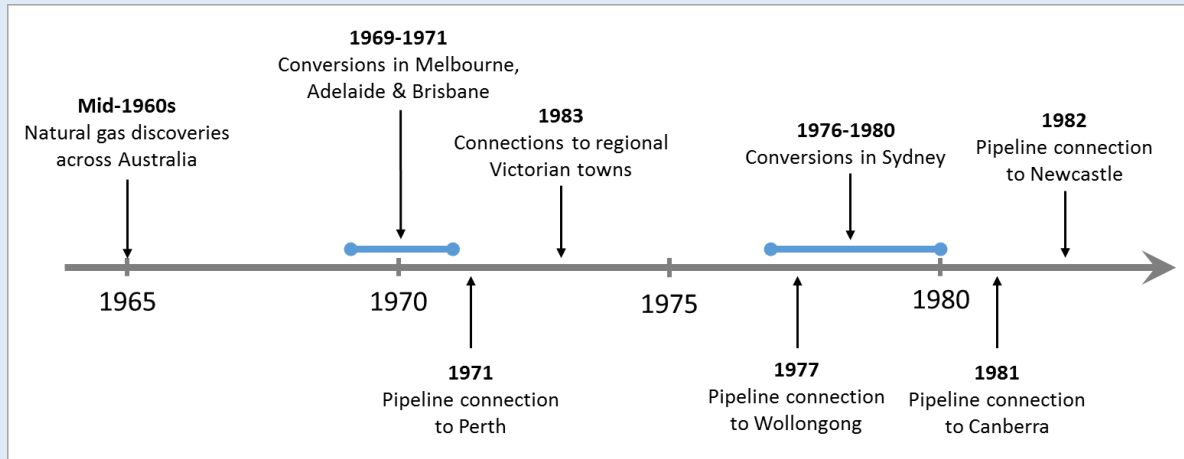 Mid-1960s
Natural gas discoveries
across Australia
1969-1971
Conversions in Melbourne,
Adelaide & Brisbane
1983
Connections to regional
Victorian towns
1976-1980
Conversions in Sydney
1982
Pipeline connection
to Newcastle
1965
1970
1975
1980
1971
Pipeline connection
to Perth
1977
Pipeline connection
to Wollongong
1981
Pipeline connection
to Canberra